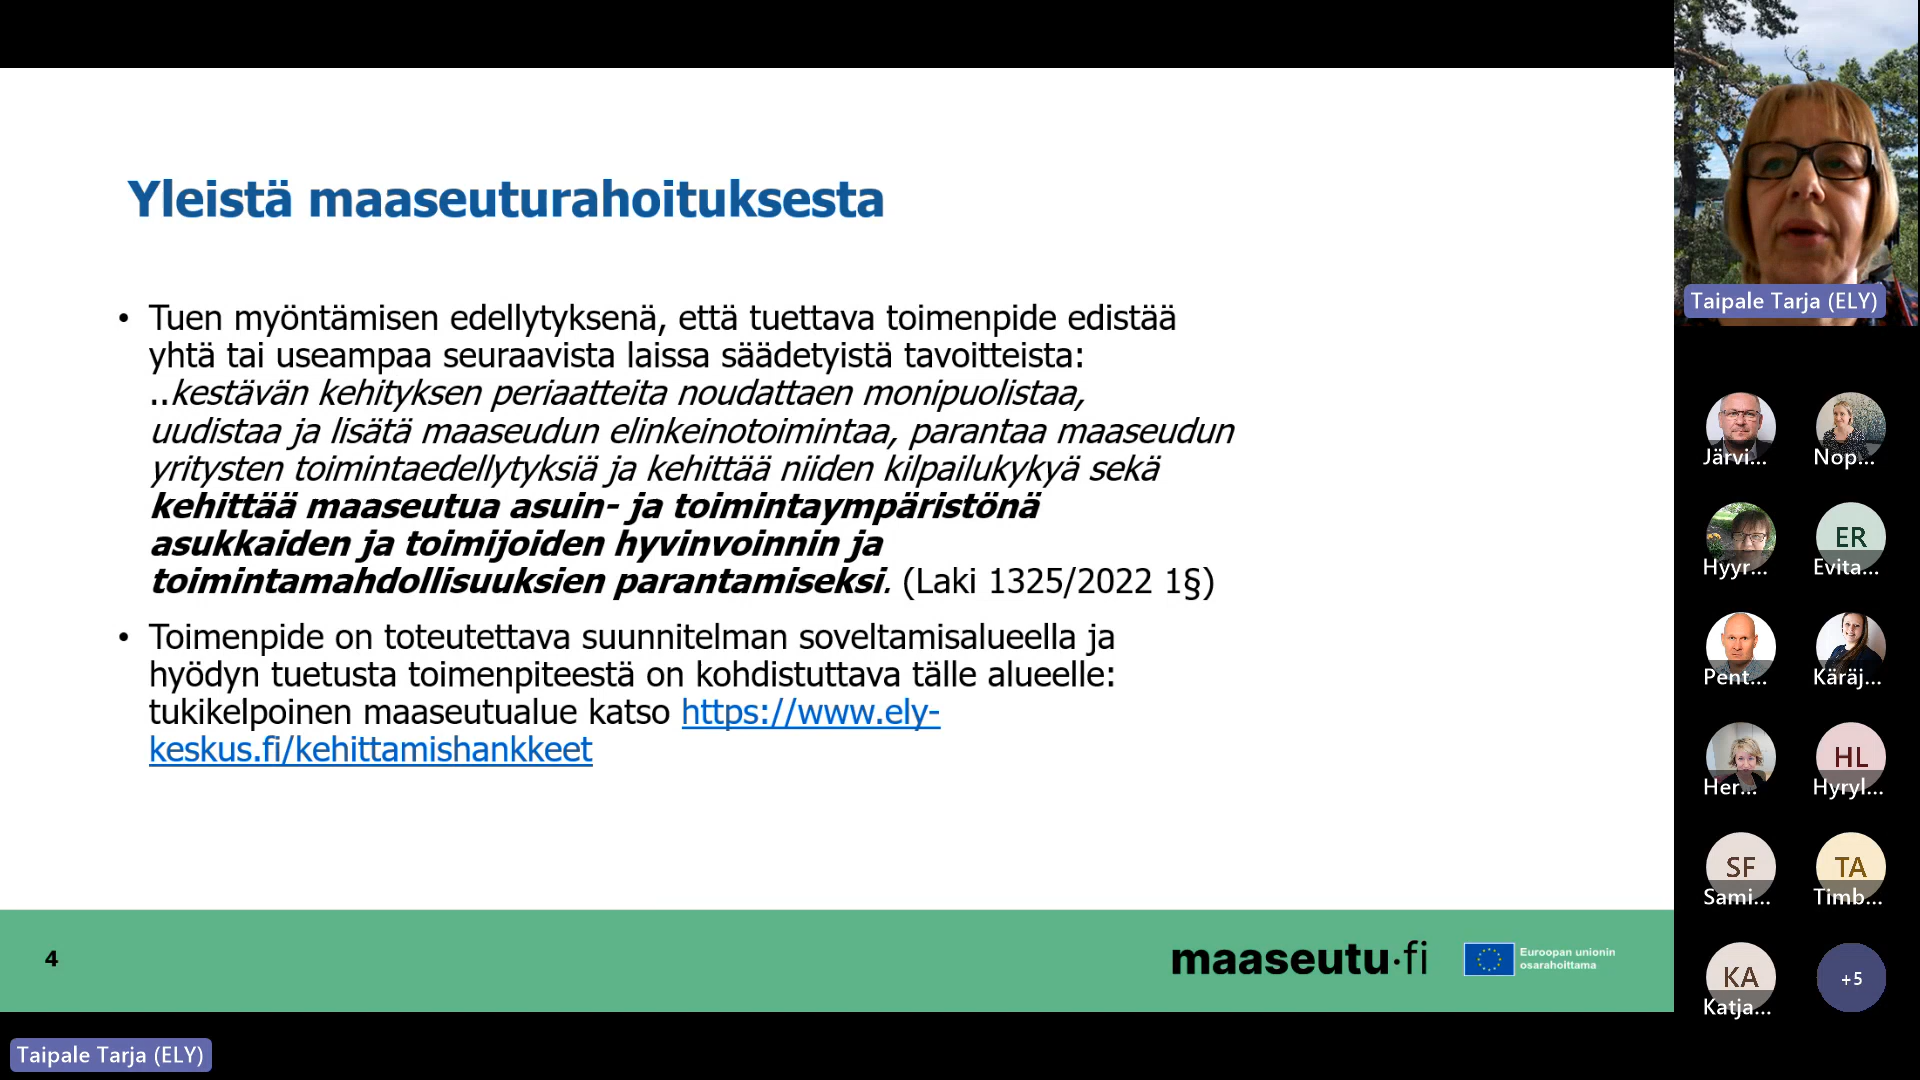 Yleistä maaseuturahoituksesta
• Tuen myöntämisen edellytyksenä, että tuettava toimenpide edistää
yhtä tai useampaa seuraavista laissa säädetyistä tavoitteista:
..kestävän kehityksen periaatteita noudattaen monipuolistaa,
uudistaa ja lisätä maaseudun elinkeinotoimintaa, parantaa maaseudun
yritysten toimintaedellytyksiä ja kehittää niiden kilpailukykyä sekä
kehittää maaseutua asuin- ja toimintaympäristönä
asukkaiden ja toimijoiden hyvinvoinnin ja
toimintamahdollisuuksien parantamiseksi. (Laki 1325/2022 1§)
• Toimenpide on toteutettava suunnitelman soveltamisalueella ja
hyödyn tuetusta toimenpiteestä on kohdistuttava tälle alueelle:
tukikelpoinen maaseutualue katso https://www.ely-
keskus.fi/kehittamishankkeet
4
maaseutu·fi
Euroopan unionin
osarahoittama
Taipale Tarja (ELY)
Taipale Tarja (ELY)
Järvi...
Nop...
Hyyr...
ER
Evita...
Pent...
Käräj...
Her...
HL
Hyryl...
SF
Sami...
TA
Timb...
KA
Katja...
+5